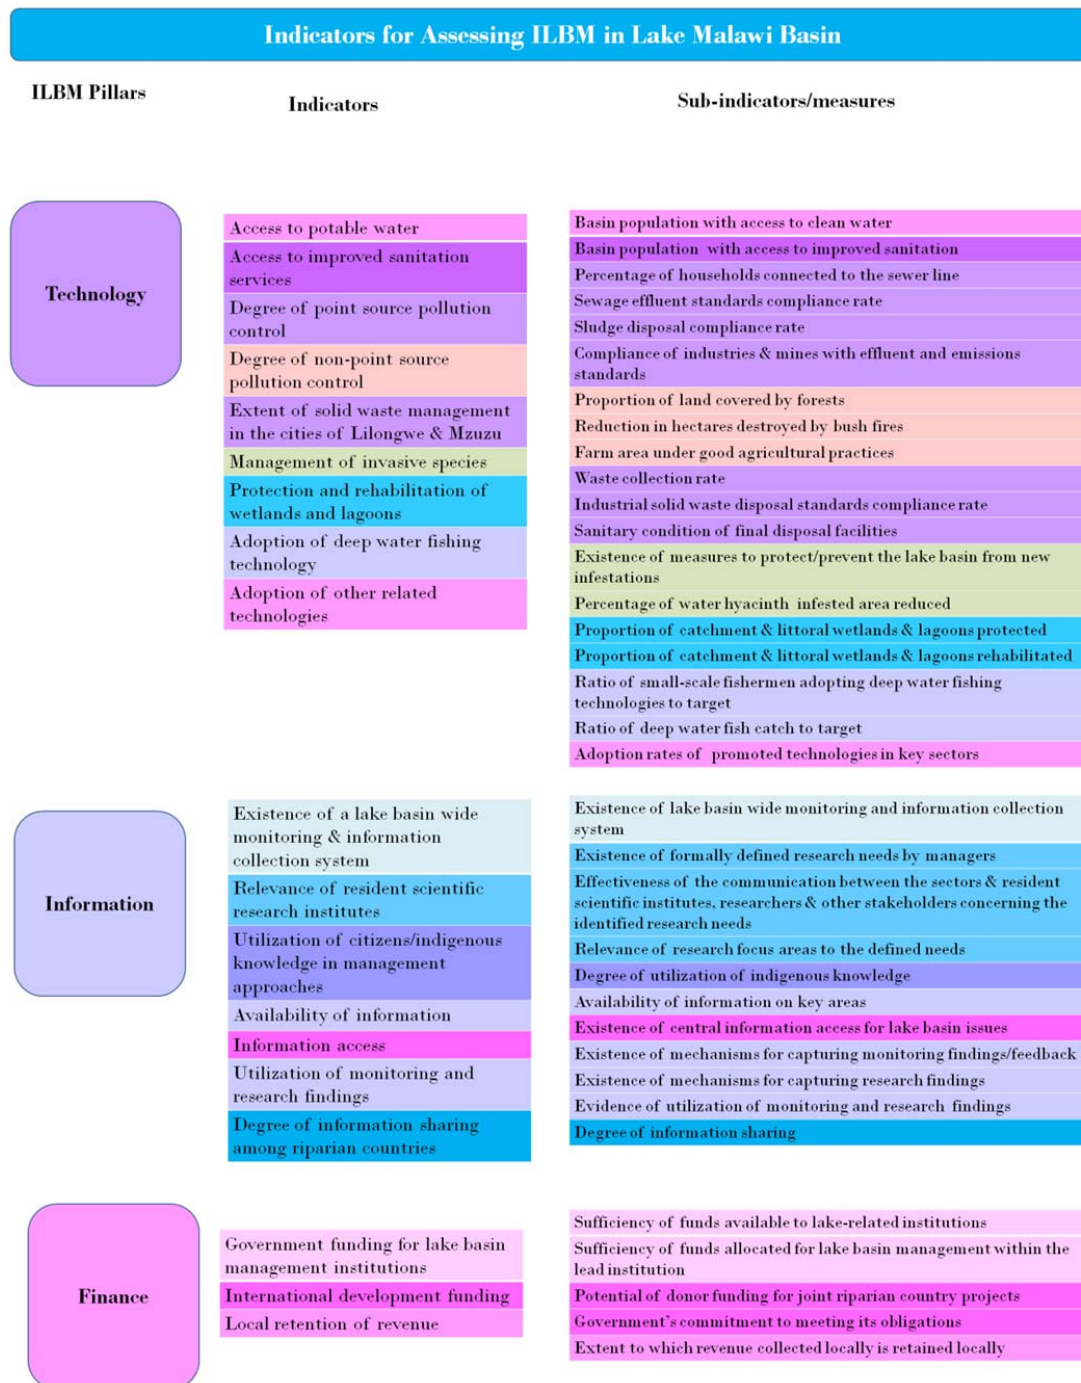 Indicators for Assessing ILBM in Lake Malawi Basin
ILBM Pillars
Indicators
Sub-indicators/measures
Technology
Access to potable water
Access to improved sanitation
services
Degree of point source pollution
control
Degree of non-point source
pollution control
Extent of solid waste management
in the cities of Lilongwe & Mzuzu
Management of invasive species
Protection and rehabilitation of
wetlands and lagoons
Adoption of deep water fishing
technology
Adoption of other related
technologies
Basin population with access to clean water
Basin population with access to improved sanitation
Percentage of households connected to the sewer line
Sewage effluent standards compliance rate
Sludge disposal compliance rate
Compliance of industries & mines with effluent and emissions
standards
Proportion of land covered by forests
Reduction in hectares destroyed by bush fires
Farm area under good agricultural practices
Waste collection rate
Industrial solid waste disposal standards compliance rate
Sanitary condition of final disposal facilities
Existence of measures to protect/prevent the lake basin from new
infestations
Percentage of water hyacinth infested area reduced
Proportion of catchment & littoral wetlands & lagoons protected
Proportion of catchment & littoral wetlands & lagoons rehabilitated
Ratio of small-scale fishermen adopting deep water fishing
technologies to target
Ratio of deep water fish catch to target
Adoption rates of promoted technologies in key sectors
Information
Existence of a lake basin wide
monitoring & information
collection system
Relevance of resident scientific
research institutes
Utilization of citizens/indigenous
knowledge in management
approaches
Availability of information
Information access
Utilization of monitoring and
research findings
Degree of information sharing
among riparian countries
Existence of lake basin wide monitoring and information collection
system
Existence of formally defined research needs by managers
Effectiveness of the communication between the sectors & resident
scientific institutes, researchers & other stakeholders concerning the
identified research needs
Relevance of research focus areas to the defined needs
Degree of utilization of indigenous knowledge
Availability of information on key areas
Existence of central information access for lake basin issues
Existence of mechanisms for capturing monitoring findings/feedback
Existence of mechanisms for capturing research findings
Evidence of utilization of monitoring and research findings
Degree of information sharing
Finance
Government funding for lake basin
management institutions
International development funding
Local retention of revenue
Sufficiency of funds available to lake-related institutions
Sufficiency of funds allocated for lake basin management within the
lead institution
Potential of donor funding for joint riparian country projects
Government's commitment to meeting its obligations
Extent to which revenue collected locally is retained locally